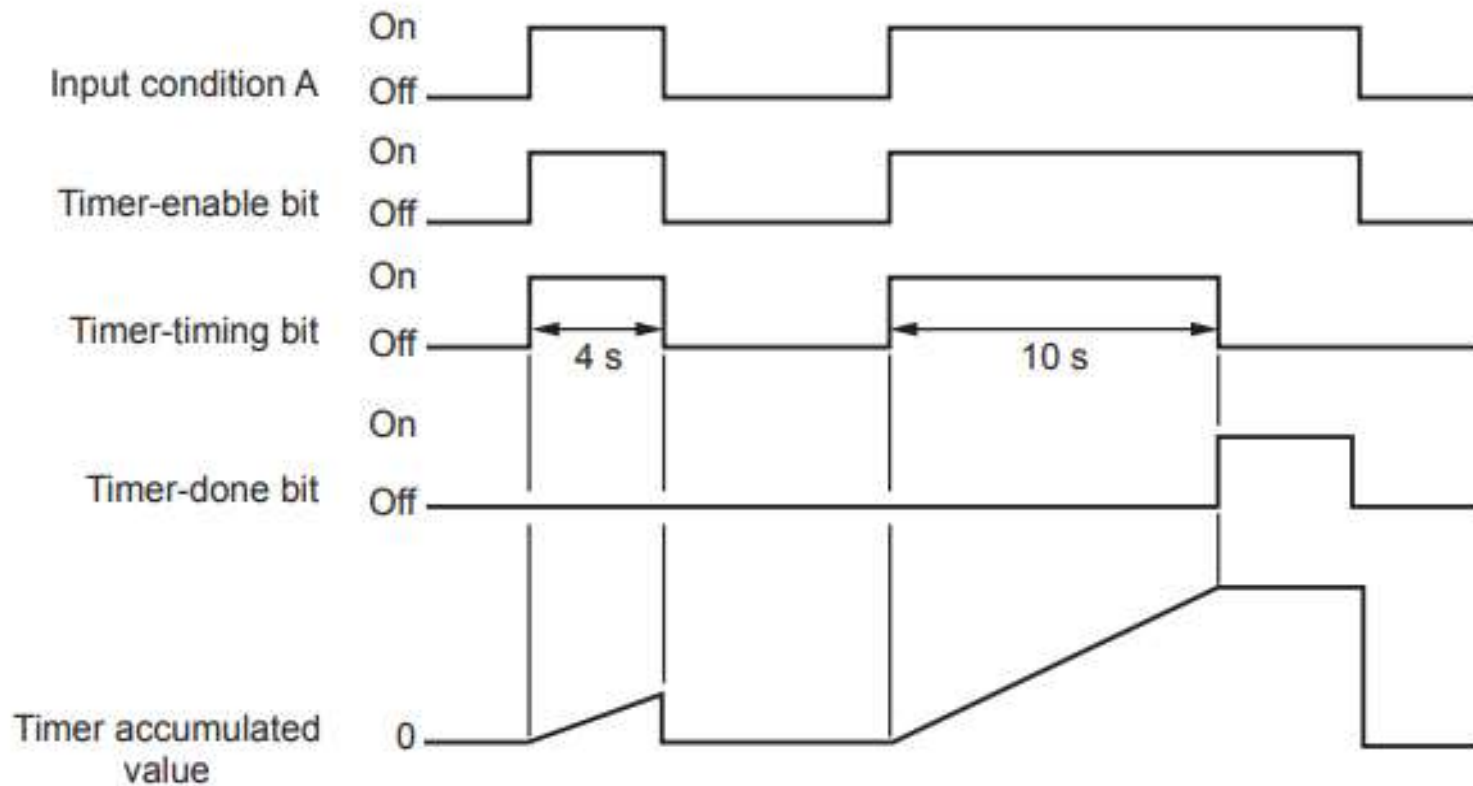 On
Input condition A
Off
On
Timer-enable bit
Off
On
Timer-timing bit
Off
4 s
10 s
On
Timer-done bit
Off
Timer accumulated
value
0